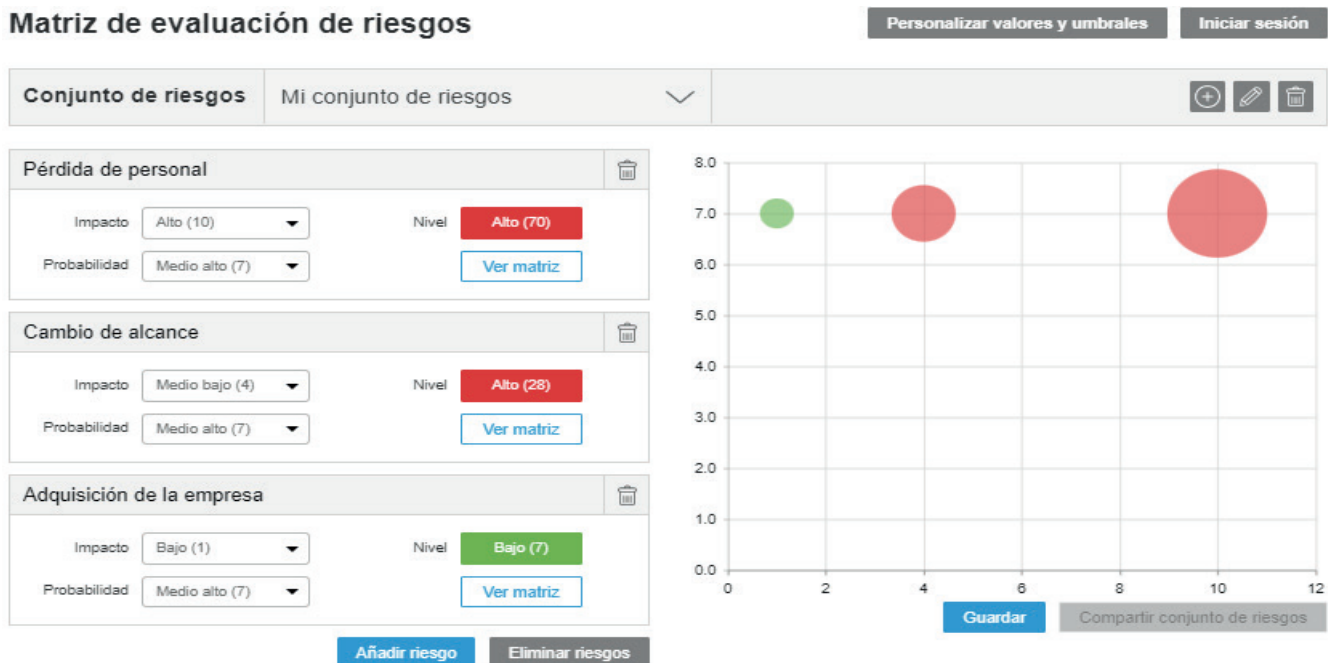 Matriz de evaluación de riesgos
Personalizar valores y umbrales
Iniciar sesión
Conjunto de riesgos
Mi conjunto de riesgos
Pérdida de personal
Impacto
Alto (10)
Nivel
Alto (70)
Probabilidad
Medio alto (7)
Ver matriz
Cambio de alcance
Impacto
Medio bajo (4)
Nivel
Alto (28)
Probabilidad
Medio alto (7)
Ver matriz
Adquisición de la empresa
Impacto
Bajo (1)
Nivel
Bajo (7)
Probabilidad
Medio alto (7)
Ver matriz
Añadir riesgo
Eliminar riesgos
8.0
7.0
6.0
5.0
4.0
3.0
2.0
1.0
0.0
0
2
4
6
8
10
12
Guardar
Compartir conjunto de riesgos